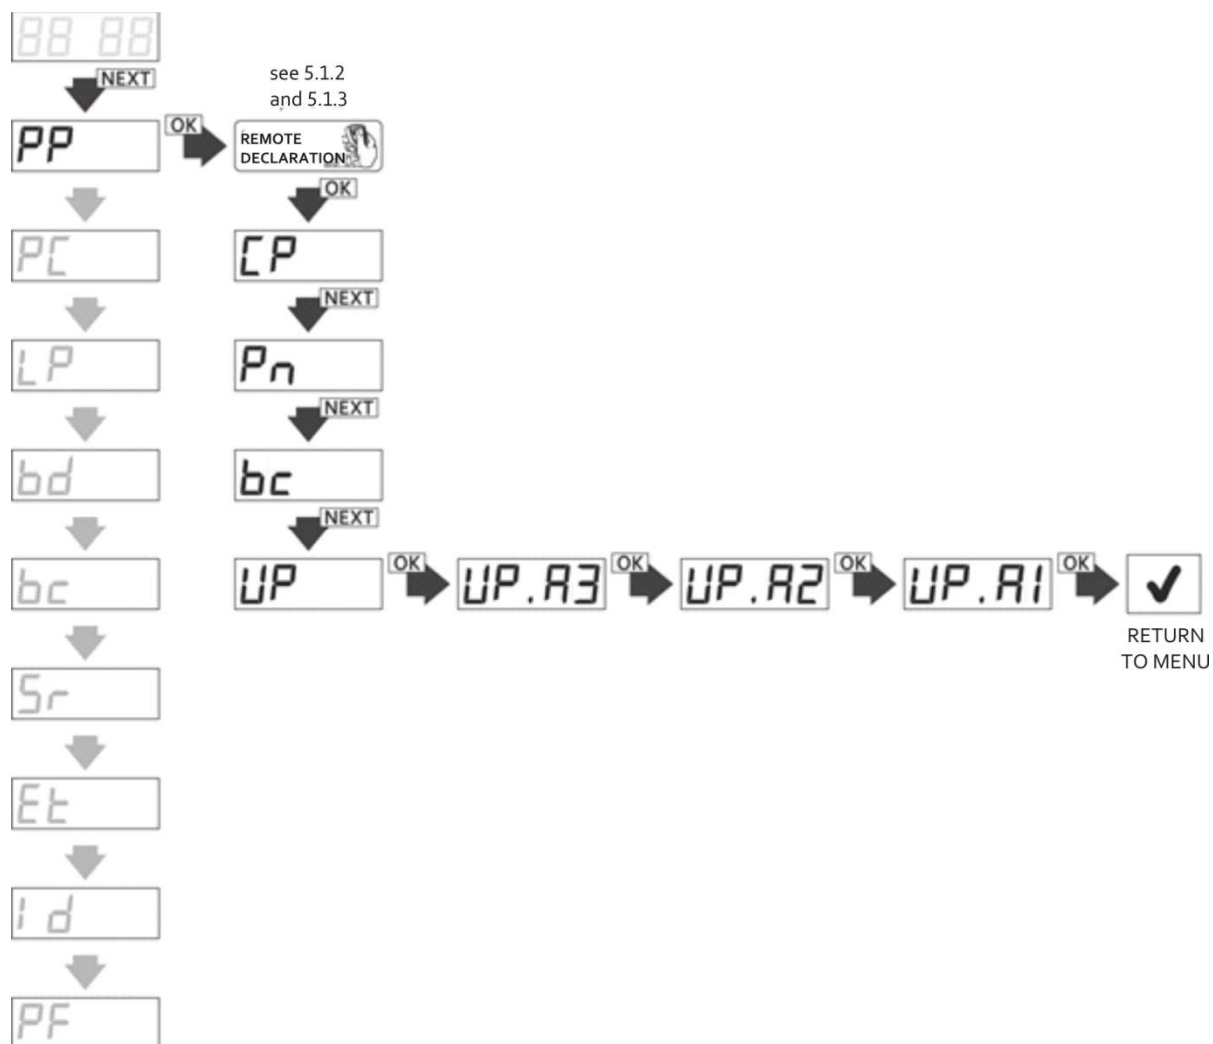 88 88
NEXT
see 5.1.2
and 5.1.3
PP
OK
REMOTE
DECLARATION
OK
PC
CP
NEXT
LP
Pn
NEXT
bd
bc
NEXT
bc
UP
OK
UP.A3
OK
UP.A2
OK
UP.A1
OK
RETURN
TO MENU
Sr
Et
Id
PF